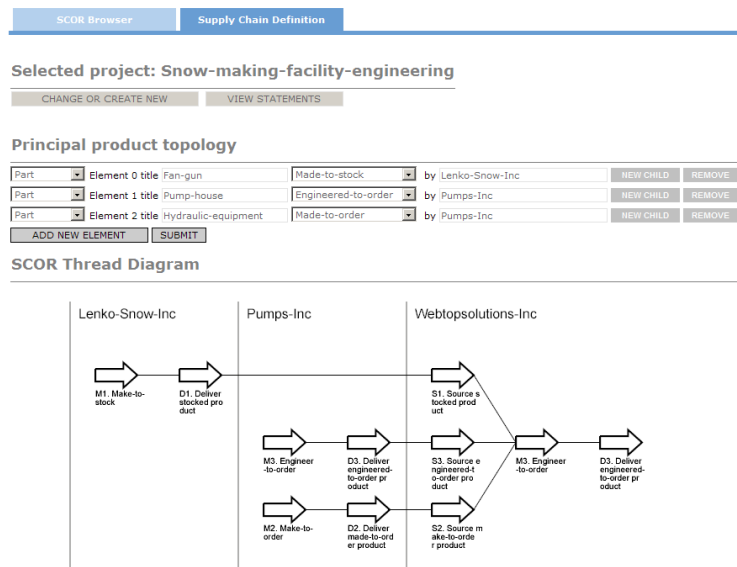 SCOR Browser Supply Chain Definition
Selected project: Snow-making-facility-engineering
CHANGE OR CREATE NEW VIEW STATEMENTS
Principal product topology
Part Element 0 title Fan-gun Made-to-stock by Lenko-Snow-Inc NEW CHILD REMOVE
Part Element 1 title Pump-house Engineered-to-order by Pumps-Inc NEW CHILD REMOVE
Part Element 2 title Hydraulic-equipment Made-to-order by Pumps-Inc NEW CHILD REMOVE
ADD NEW ELEMENT SUBMIT
SCOR Thread Diagram
Lenko-Snow-Inc Pumps-Inc Webtopsolutions-Inc
M1. Make-to- D1. Deliver S1. Source s
stock stocked pro tocked prod
duct uct
M3. Engineer D3. Deliver S3. Source e M3. Engineer D3. Deliver
-to-order engineered- ngineered-t -to-order engineered-
to-order pr o-order pro to-order pr
oduct duct oduct
M2. Make-to- D2. Deliver S2. Source m
order made-to-ord ake-to-orde
er product r product